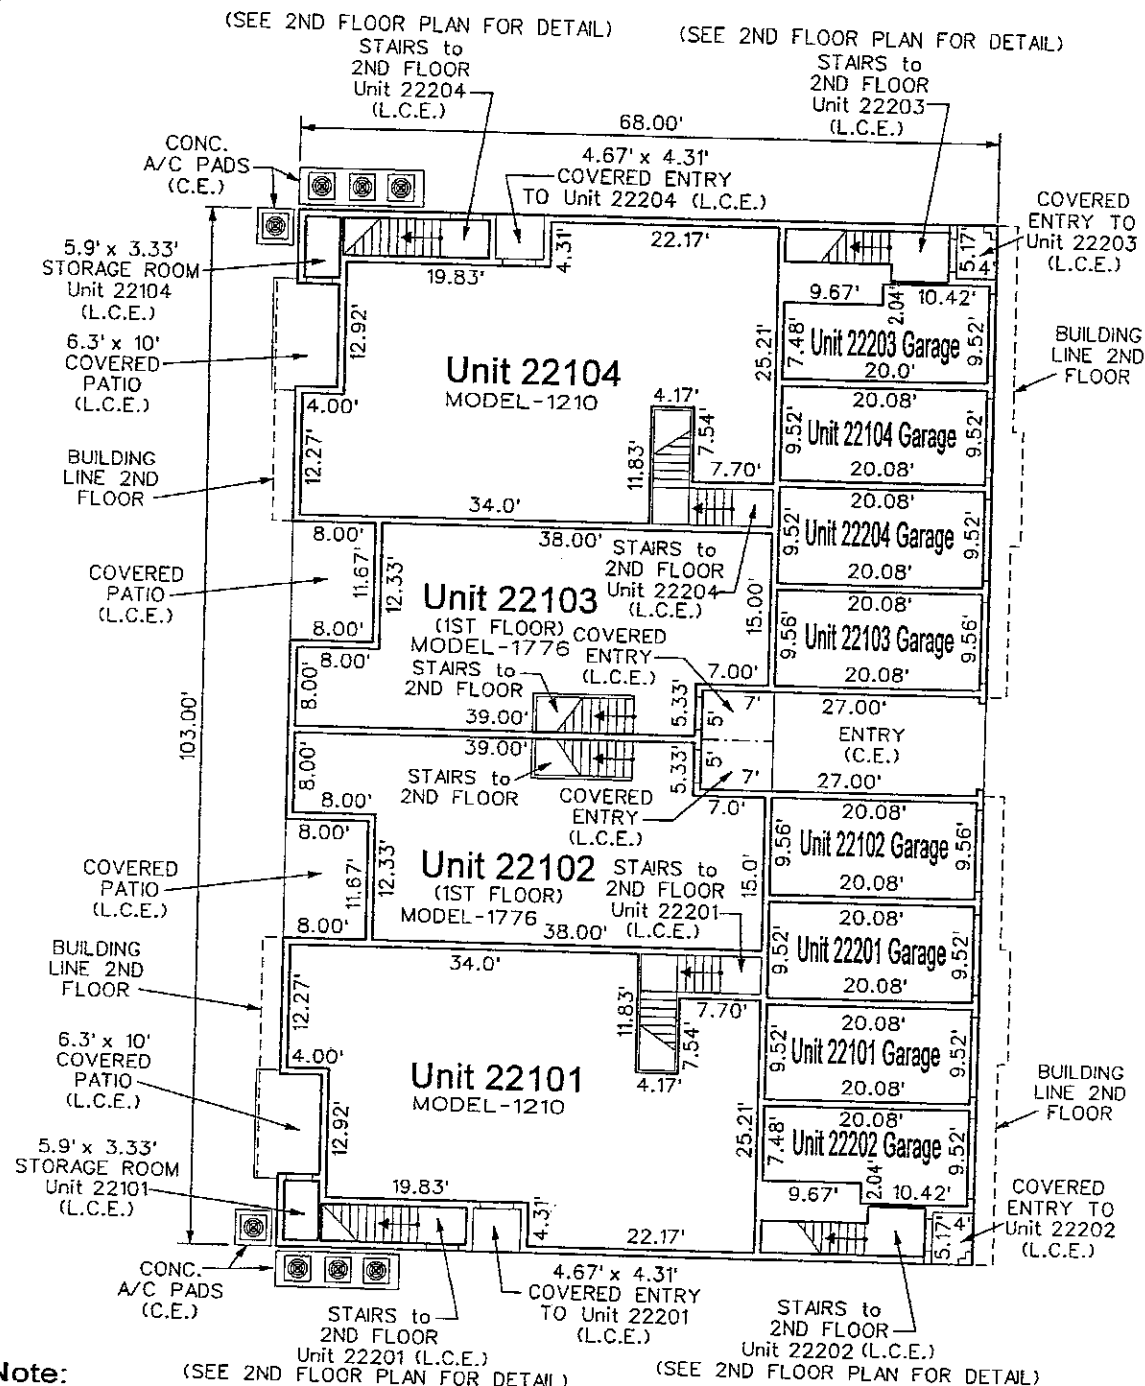 (SEE 2ND FLOOR PLAN FOR DETAIL)
STAIRS to
2ND FLOOR
Unit 22204
(L.C.E.)
(SEE 2ND FLOOR PLAN FOR DETAIL)
STAIRS to
2ND FLOOR
Unit 22203
(L.C.E.)
68.00'
CONC.
A/C PADS
(C.E.)
4.67' x 4.31'
COVERED ENTRY
TO Unit 22204 (L.C.E.)
COVERED
ENTRY TO
Unit 22203
(L.C.E.)
5.9' x 3.33'
STORAGE ROOM
Unit 22104
(L.C.E.)
6.3' x 10'
COVERED
PATIO
(L.C.E.)
BUILDING
LINE 2ND
FLOOR
19.83'
4.31'
22.17'
12.92'
4.00'
12.27'
Unit 22104
MODEL-1210
25.21'
4.17'
7.54'
11.83'
7.70'
34.0'
5.17'
4'
9.67'
2.04'
10.42'
7.48'
Unit 22203 Garage
9.52'
20.0'
BUILDING
LINE 2ND
FLOOR
20.08'
9.52'
Unit 22104 Garage
9.52'
20.08'
20.08'
9.52'
Unit 22204 Garage
9.52'
20.08'
20.08'
9.56'
Unit 22103 Garage
9.56'
20.08'
103.00'
COVERED
PATIO
(L.C.E.)
8.00'
11.67'
12.33'
8.00'
8.00'
8.00'
38.00'
STAIRS to
2ND FLOOR
Unit 22204
(L.C.E.)
Unit 22103
(1ST FLOOR)
MODEL-1776
15.00'
COVERED
ENTRY
(L.C.E.)
STAIRS to
2ND FLOOR
7.00'
39.00'
5.33'
5'
7'
27.00'
ENTRY
(C.E.)
27.00'
39.00'
5.33'
5'
7'
STAIRS to
2ND FLOOR
COVERED
ENTRY
(L.C.E.)
7.0'
8.00'
8.00'
8.00'
COVERED
PATIO
(L.C.E.)
11.67'
12.33'
8.00'
Unit 22102
(1ST FLOOR)
MODEL-1776
STAIRS to
2ND FLOOR
Unit 22201
(L.C.E.)
15.0'
38.00'
20.08'
9.56'
Unit 22102 Garage
9.56'
20.08'
20.08'
9.52'
Unit 22201 Garage
9.52'
20.08'
20.08'
9.52'
Unit 22101 Garage
9.52'
20.08'
20.08'
7.48'
Unit 22202 Garage
9.52'
9.67'
2.04'
10.42'
BUILDING
LINE 2ND
FLOOR
34.0'
12.27'
11.83'
7.70'
7.54'
4.17'
4.00'
6.3' x 10'
COVERED
PATIO
(L.C.E.)
Unit 22101
MODEL-1210
12.92'
25.21'
BUILDING
LINE 2ND
FLOOR
5.9' x 3.33'
STORAGE ROOM
Unit 22101
(L.C.E.)
19.83'
4.31'
22.17'
5.17'
4'
COVERED
ENTRY TO
Unit 22202
(L.C.E.)
CONC.
A/C PADS
(C.E.)
4.67' x 4.31'
COVERED ENTRY
TO Unit 22201
(L.C.E.)
STAIRS to
2ND FLOOR
Unit 22201 (L.C.E.)
(SEE 2ND FLOOR PLAN FOR DETAIL)
STAIRS to
2ND FLOOR
Unit 22202 (L.C.E.)
(SEE 2ND FLOOR PLAN FOR DETAIL)
Note: